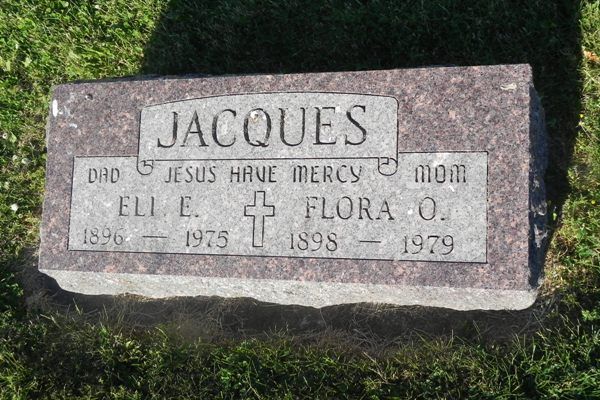 JACQUES
DAD JESUS HAVE MERCY MOM
ELI E. FLORA O.
1896 — 1975 1898 — 1979